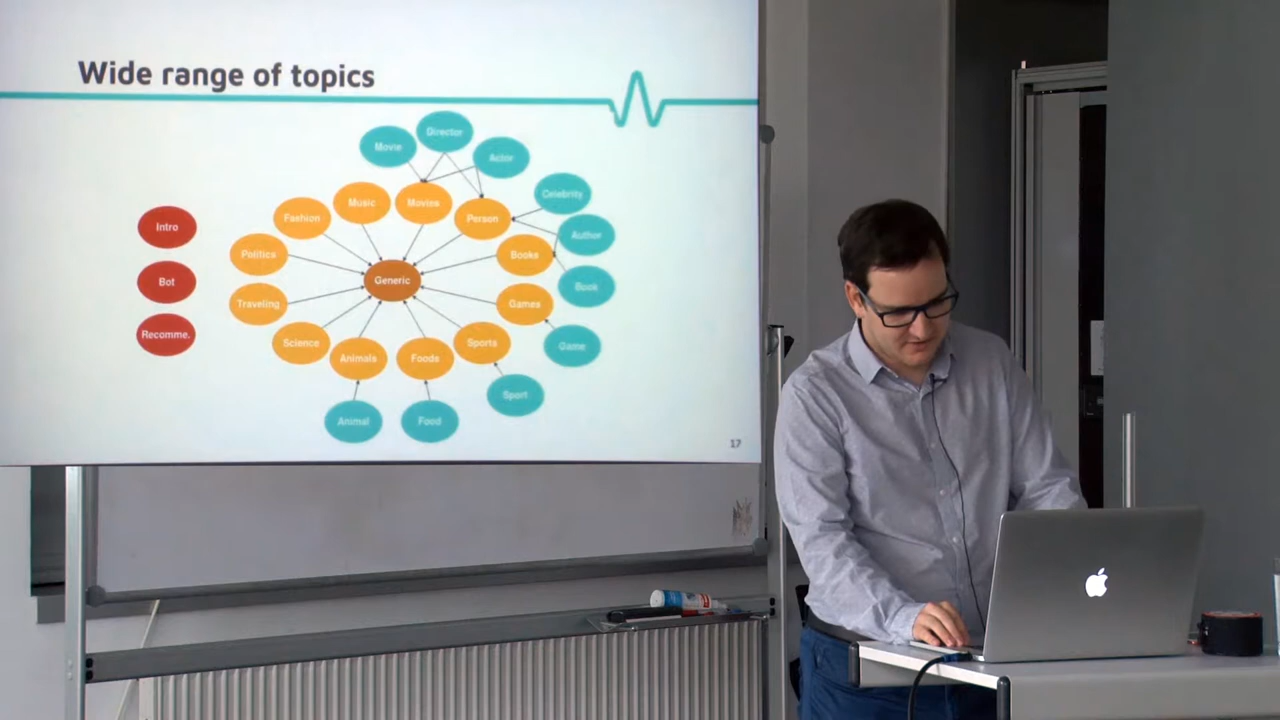 Wide range of topics
Director
Movie
Actor
Celebrity
Music
Movies
Fashion
Person
Intro
Author
Politics
Books
Bot
Generic
Book
Traveling
Games
Recomme.
Science
Sports
Game
Animals
Foods
Sport
Animal
Food
17